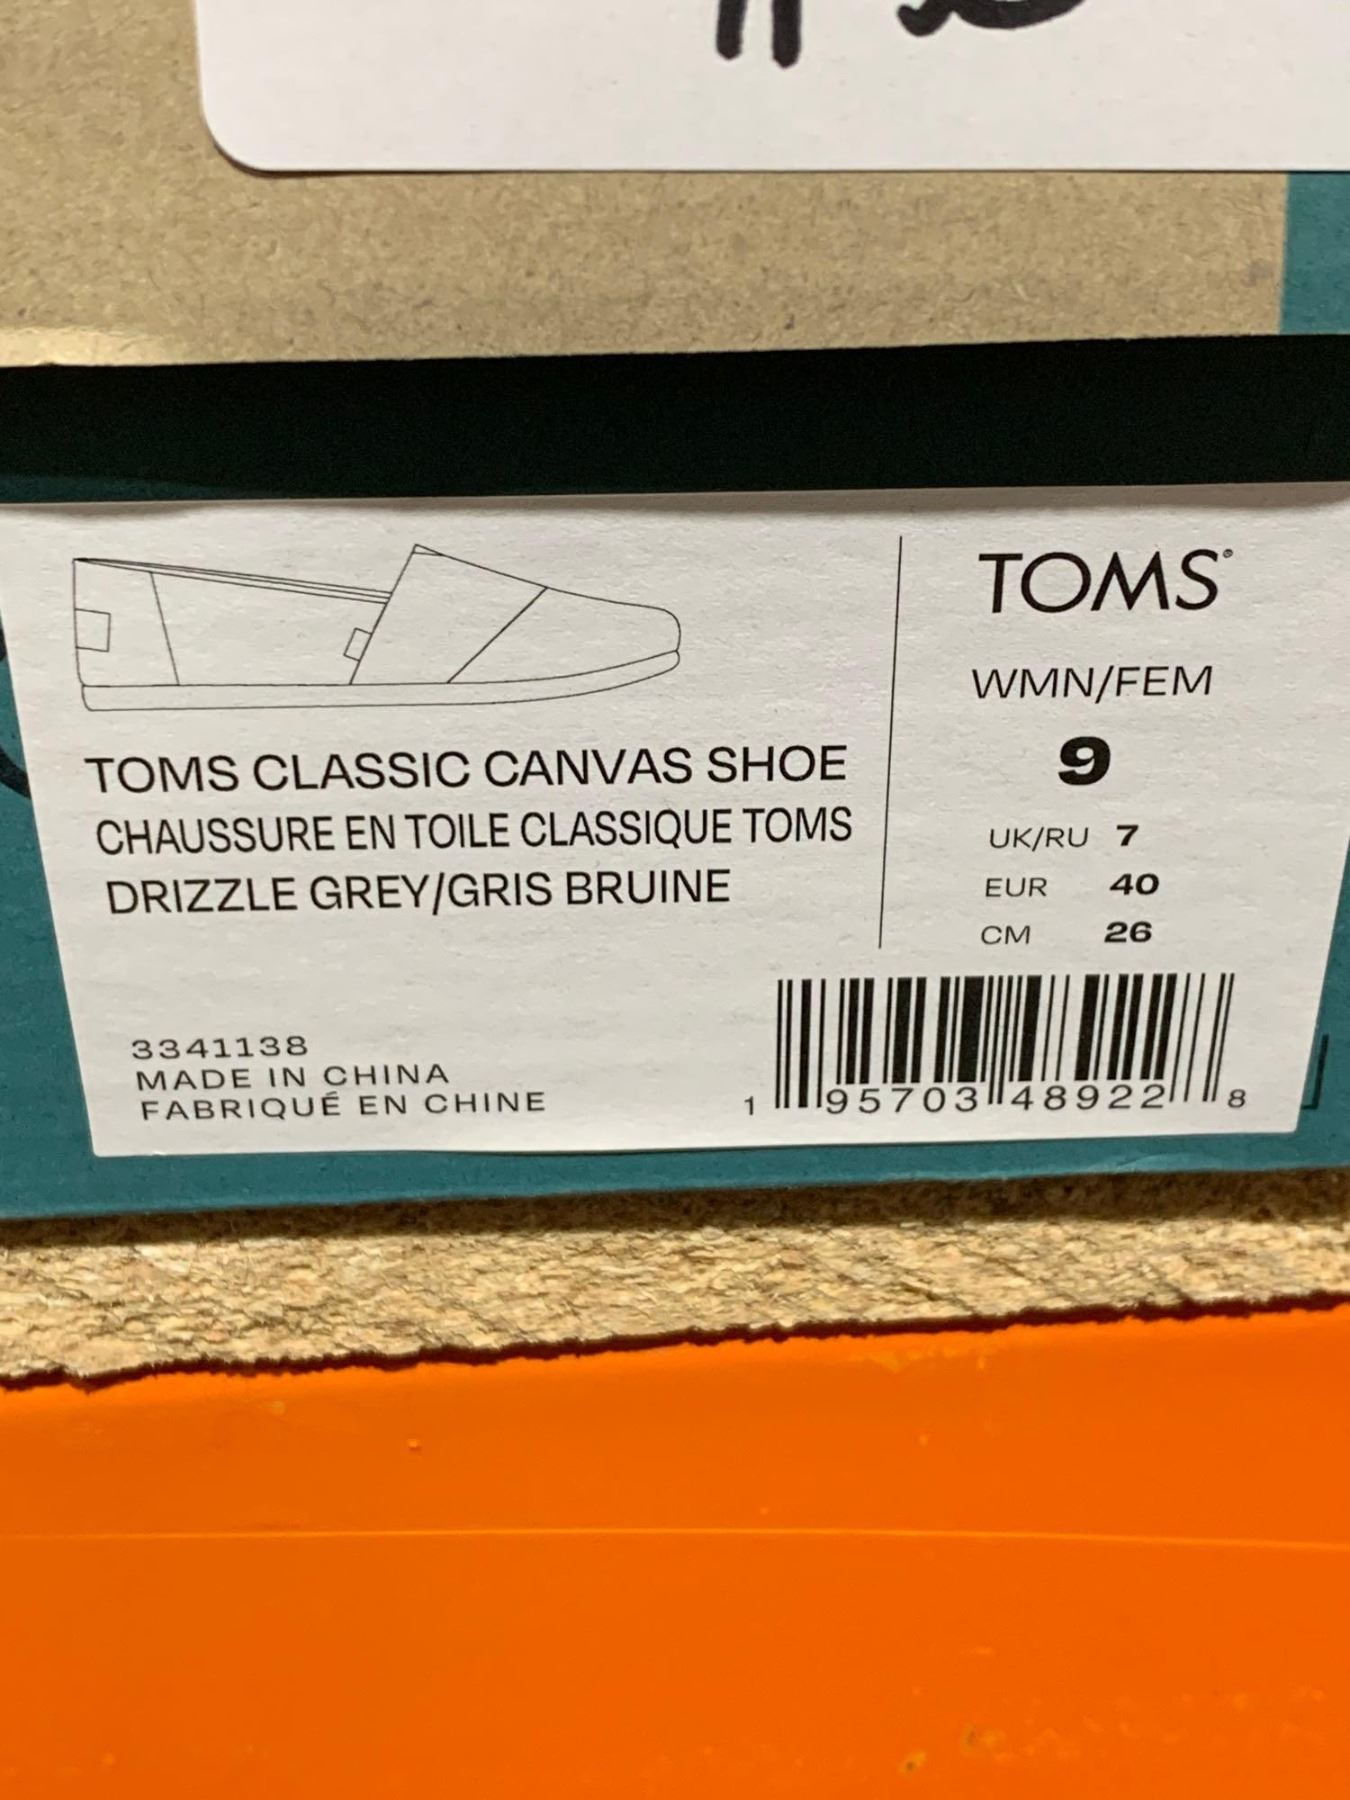 TOMS CLASSIC CANVAS SHOE
CHAUSSURE EN TOILE CLASSIQUE TOMS
DRIZZLE GREY/GRIS BRUINE
3341138
MADE IN CHINA
FABRIQUÉ EN CHINE
TOMS®
WMN/FEM
9
UK/RU 7
EUR 40
CM 26
1 95703 48922 8